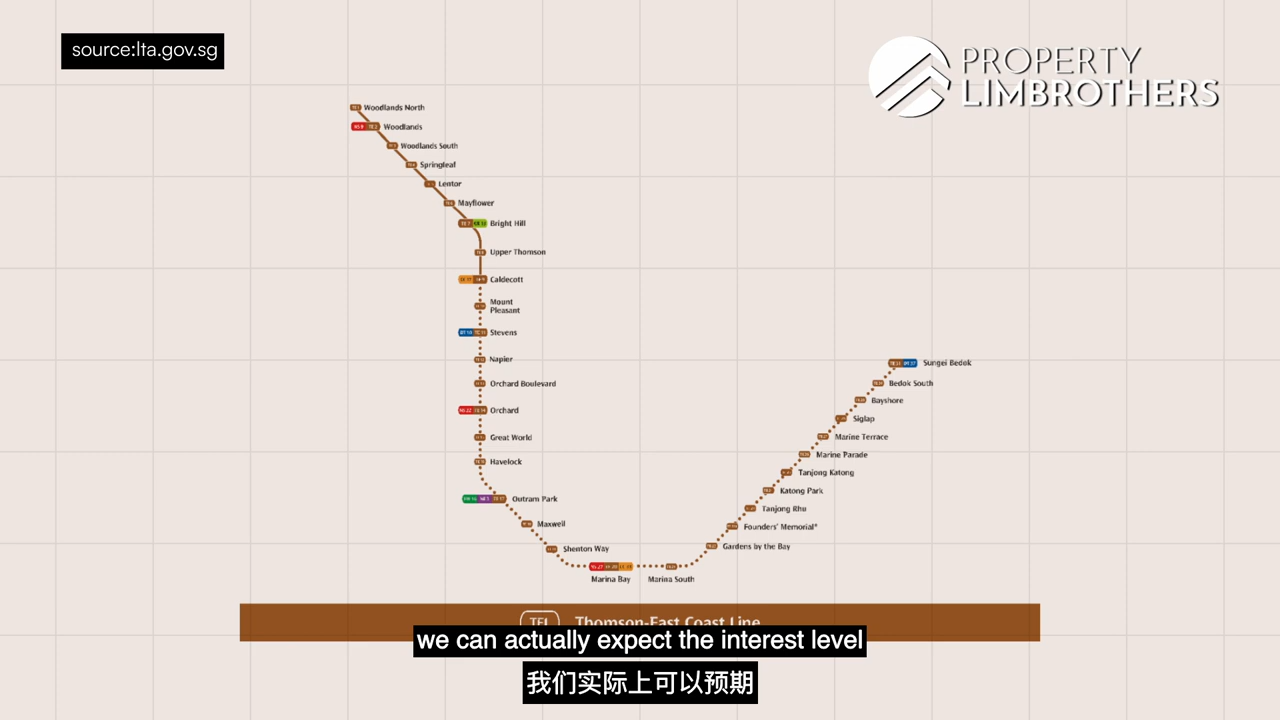 source:lta.gov.sg
PROPERTY
LIMBROTHERS
Woodlands North
Woodlands
Woodlands South
Springleaf
Lentor
Mayflower
Bright Hill
Upper Thomson
Caldecott
Mount
Pleasant
Stevens
Napier
Orchard Boulevard
Orchard
Great World
Havelock
Outram Park
Maxwell
Shenton Way
Marina Bay
Marina South
Gardens by the Bay
Founders' Memorial*
Tanjong Rhu
Katong Park
Tanjong Katong
Marine Parade
Marine Terrace
Siglap
Bayshore
Bedok South
Sungei Bedok
TEL Thomson-East Coast Line
we can actually expect the interest level
我们实际上可以预期